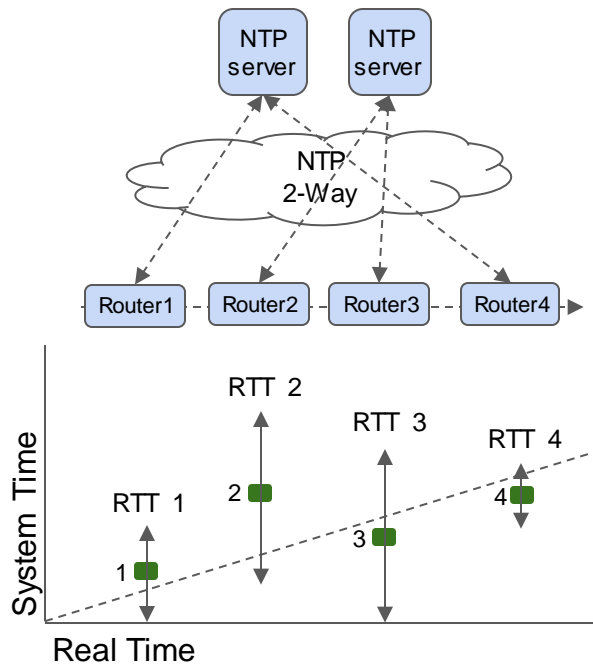 NTP
server
NTP
server
NTP
2-Way
Router1
Router2
Router3
Router4
RTT 1
RTT 2
RTT 3
RTT 4
1
2
3
4
System Time
Real Time